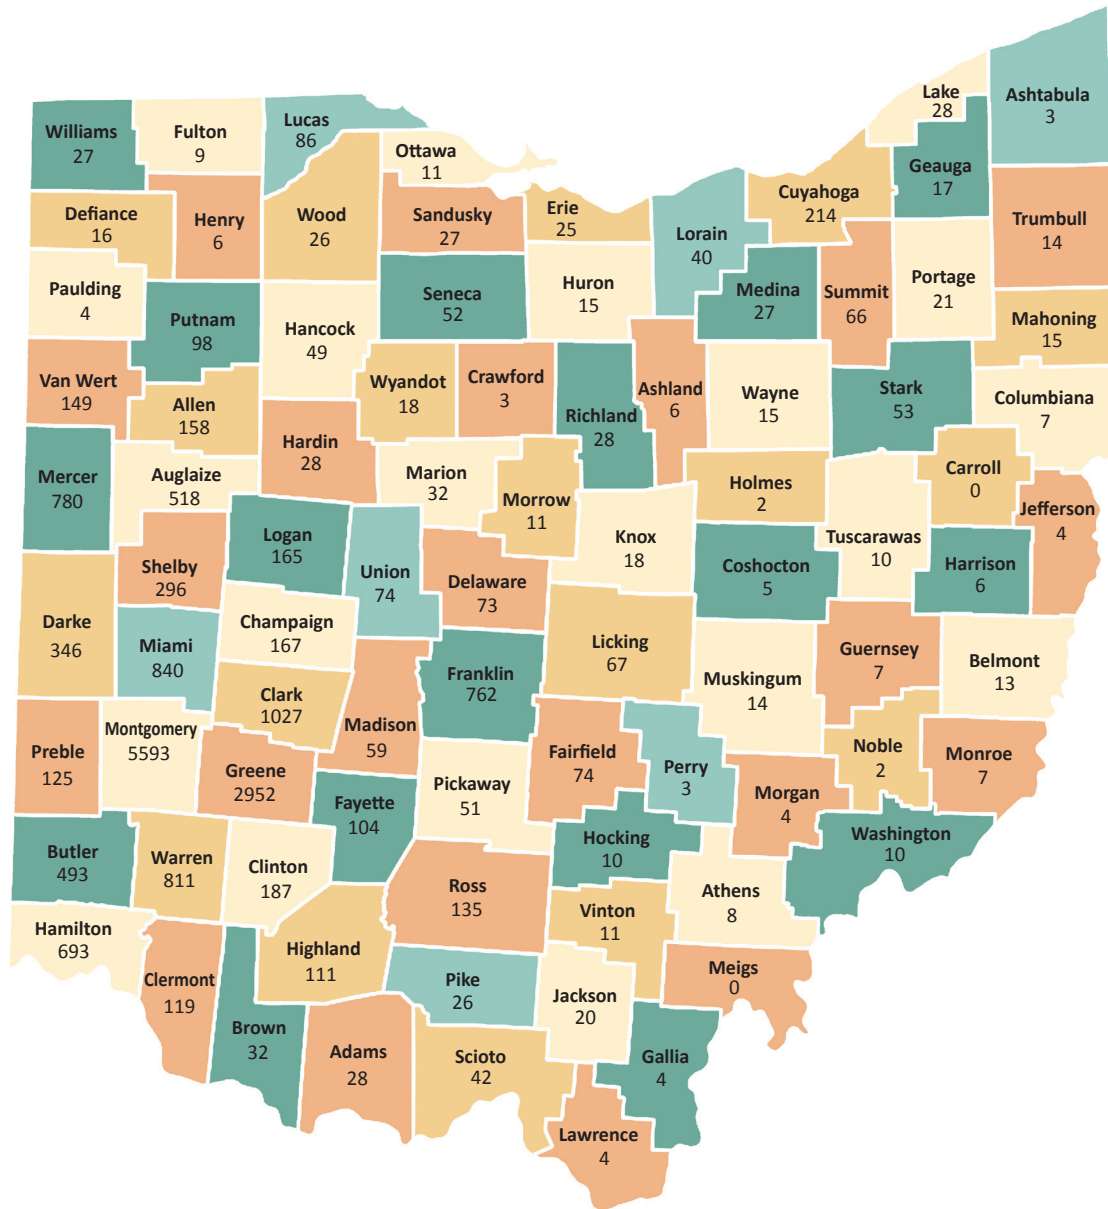 Lake
28
Ashtabula
3
Williams
27
Fulton
9
Lucas
86
Ottawa
11
Geauga
17
Defiance
16
Henry
6
Wood
26
Sandusky
27
Erie
25
Cuyahoga
214
Trumbull
14
Lorain
40
Paulding
4
Putnam
98
Hancock
49
Seneca
52
Huron
15
Medina
27
Summit
66
Portage
21
Mahoning
15
Van Wert
149
Allen
158
Wyandot
18
Crawford
3
Richland
28
Ashland
6
Wayne
15
Stark
53
Columbiana
7
Mercer
780
Auglaize
518
Hardin
28
Marion
32
Morrow
11
Holmes
2
Carroll
0
Jefferson
4
Shelby
296
Logan
165
Union
74
Delaware
73
Knox
18
Coshocton
5
Tuscarawas
10
Harrison
6
Darke
346
Miami
840
Champaign
167
Licking
67
Guernsey
7
Belmont
13
Clark
1027
Franklin
762
Muskingum
14
Preble
125
Montgomery
5593
Greene
2952
Madison
59
Pickaway
51
Fairfield
74
Perry
3
Noble
2
Monroe
7
Morgan
4
Fayette
104
Washington
10
Butler
493
Warren
811
Clinton
187
Hocking
10
Ross
135
Athens
8
Hamilton
693
Vinton
11
Highland
111
Clermont
119
Pike
26
Meigs
0
Jackson
20
Brown
32
Adams
28
Scioto
42
Gallia
4
Lawrence
4